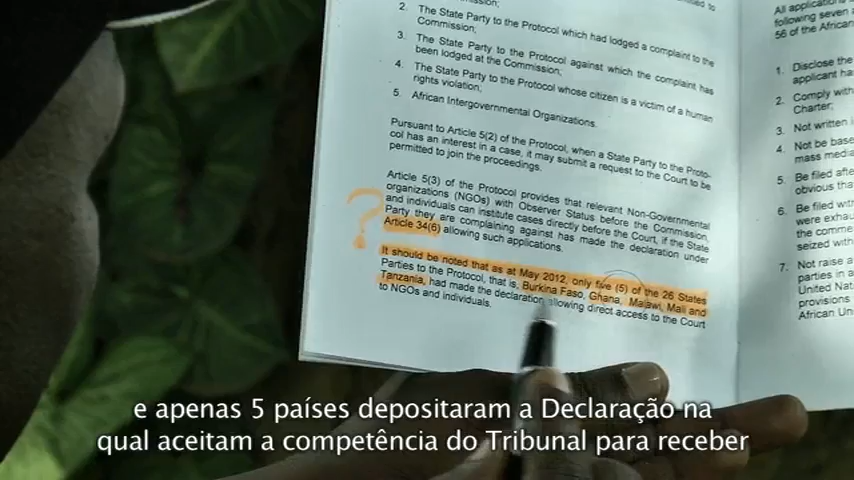 ssion;
2. The State Party to the Protocol which had lodged a complaint to the
Commission;
3. The State Party to the Protocol against which the complaint has
been lodged at the Commission;
4. The State Party to the Protocol whose citizen is a victim of a human
rights violation;
5. African Intergovernmental Organizations.
Pursuant to Article 5(2) of the Protocol, when a State Party to the Proto-
col has an interest in a case, it may submit a request to the Court to be
permitted to join the proceedings.
Article 5(3) of the Protocol provides that relevant Non-Governmental
organizations (NGOs) with Observer Status before the Commission,
and individuals can institute cases directly before the Court, if the State
Party they are complaining against has made the declaration under
Article 34(6) allowing such applications.
?
It should be noted that as at May 2012, only five (5) of the 26 States
Parties to the Protocol, that is, Burkina Faso, Ghana, Malawi, Mali and
Tanzania, had made the declaration allowing direct access to the Court
to NGOs and individuals.
All applications
following seven
56 of the African
1. Disclose the
applicant has
2. Comply with
Charter;
3. Not written i
4. Not be base
mass media
5. Be filed afte
obvious that
6. Be filed with
were exhau
the comme
seized with
7. Not raise a
parties in a
United Nat
provisions
African Un
e apenas 5 países depositaram a Declaração na
qual aceitam a competência do Tribunal para receber